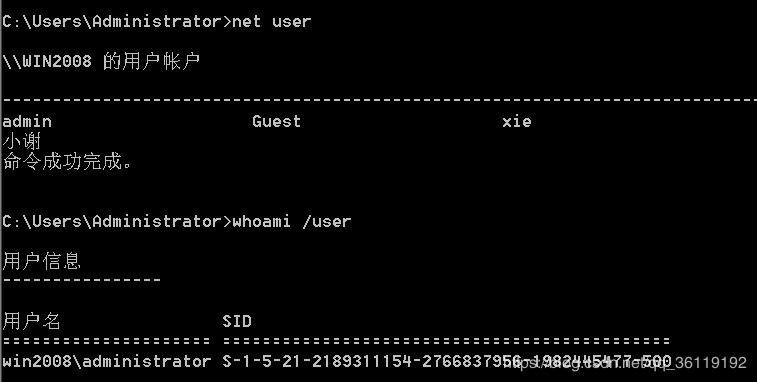 C:\Users\Administrator>net user
\\WIN2008 的用户帐户
-------------------------------------------------------------------------------
admin Guest xie
小谢
命令成功完成。
C:\Users\Administrator>whoami /user
用户信息
----------------
用户名 SID
===================== =============================================
win2008\administrator S-1-5-21-2189311154-2766837956-1982445477-500
https://blog.csdn.net/qq_36119192